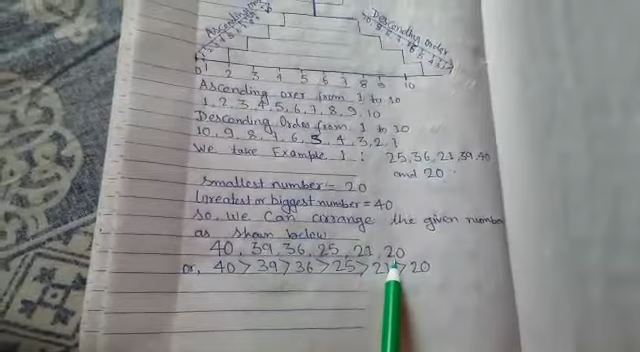 Ascending order
Descending order
0 1 2 3 4 5 6 7 8 9 10
Ascending over from 1 to 10
1, 2, 3, 4, 5, 6, 7, 8, 9, 10
Descending Order from 1 to 10
10, 9, 8, 7, 6, 5, 4, 3, 2, 1
We take Example 1 : 25, 36, 21, 39, 40
and 20
Smallest number = 20
Greatest or biggest number = 40
So, we can arrange the given number
as shown below
40, 39, 36, 25, 21, 20
or, 40 > 39 > 36 > 25 > 21 > 20